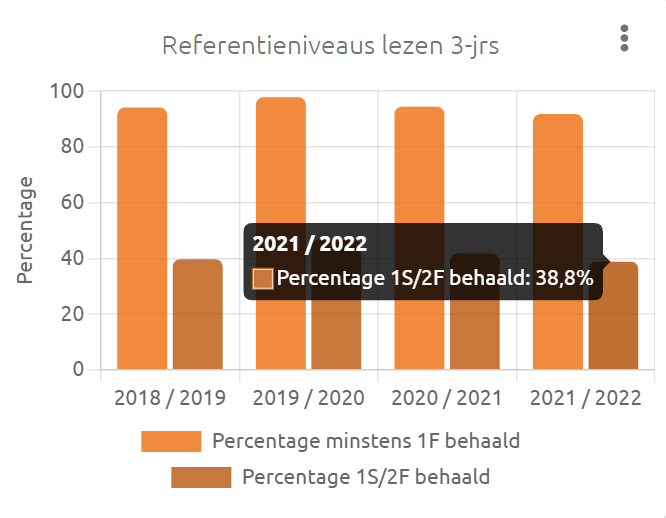 Referentieniveaus lezen 3-jrs
Percentage
100
80
60
40
20
0
2021 / 2022
Percentage 1S/2F behaald: 38,8%
2018 / 2019
2019 / 2020
2020 / 2021
2021 / 2022
Percentage minstens 1F behaald
Percentage 1S/2F behaald